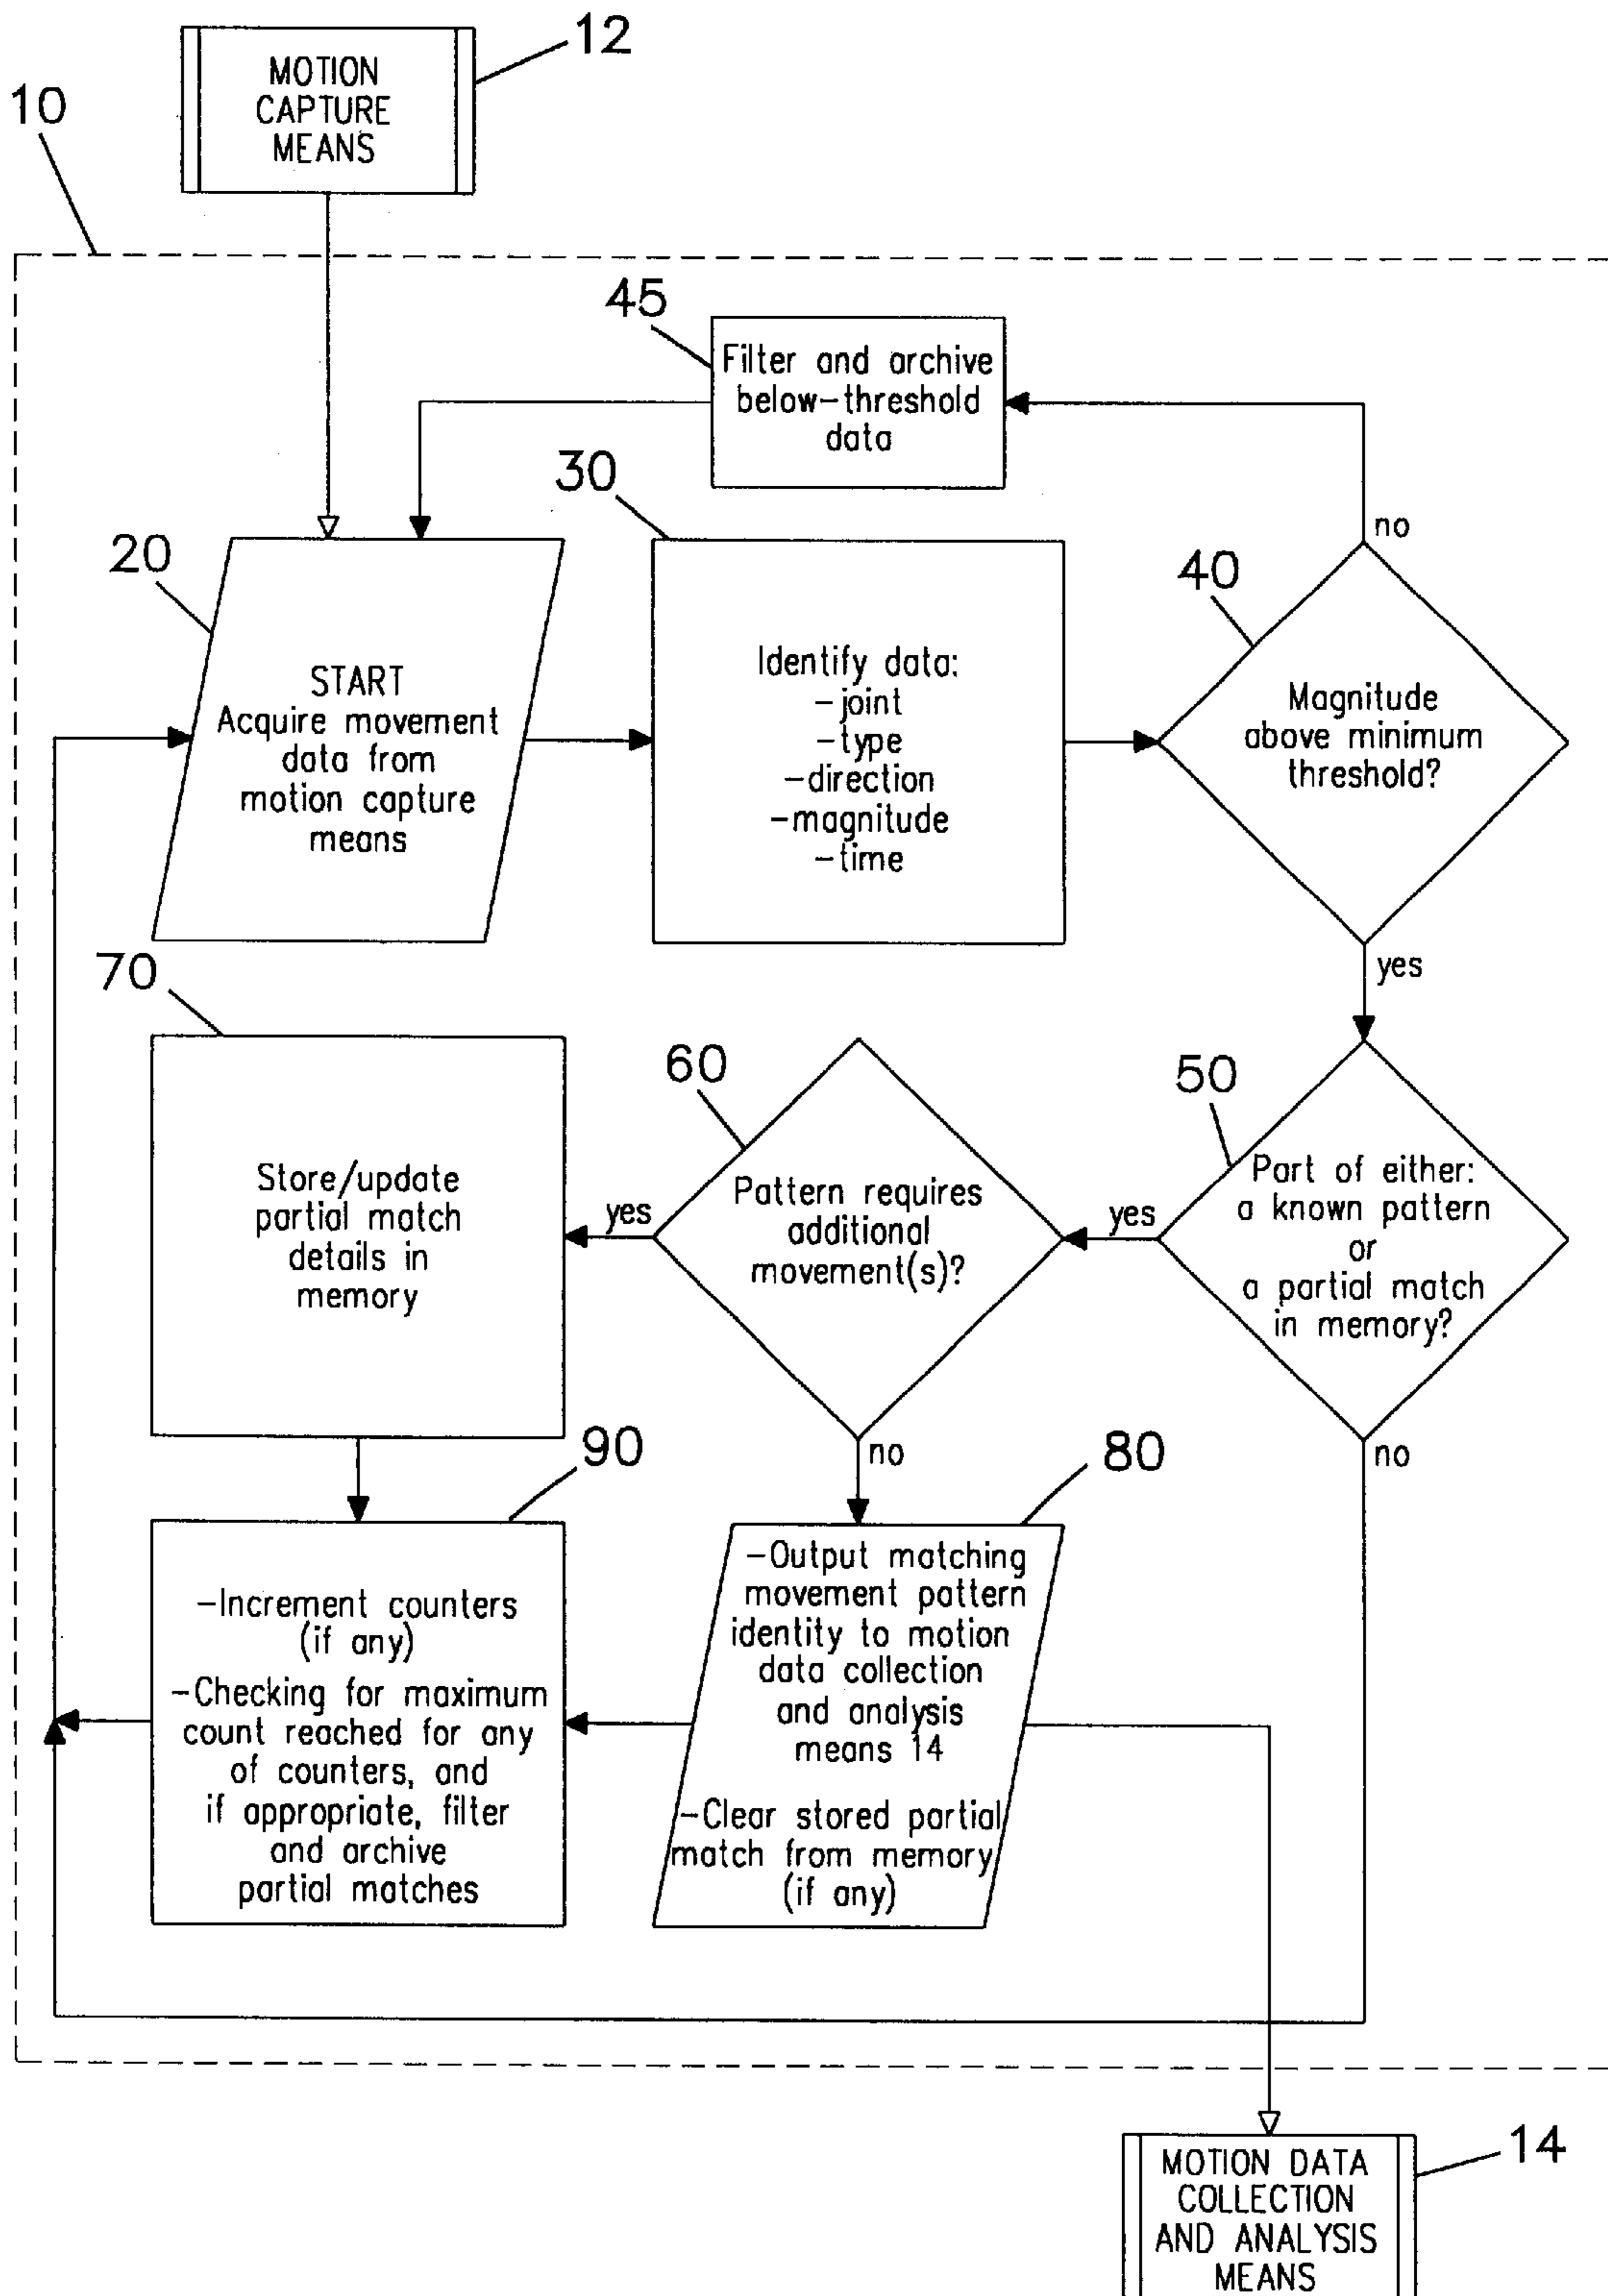 12
MOTION
CAPTURE
MEANS
10
45
Filter and archive
below-threshold
data
30
no
20
40
START
Acquire movement
data from
motion capture
means
Identify data:
-joint
-type
-direction
-magnitude
-time
Magnitude
above minimum
threshold?
yes
70
60
50
Store/update
partial match
details in
memory
yes
Pattern requires
additional
movement(s)?
yes
Part of either:
a known pattern
or
a partial match
in memory?
90
no
80
no
-Increment counters
(if any)
-Checking for maximum
count reached for any
of counters, and
if appropriate, filter
and archive
partial matches
-Output matching
movement pattern
identity to motion
data collection
and analysis
means 14
-Clear stored partial
match from memory
(if any)
14
MOTION DATA
COLLECTION
AND ANALYSIS
MEANS